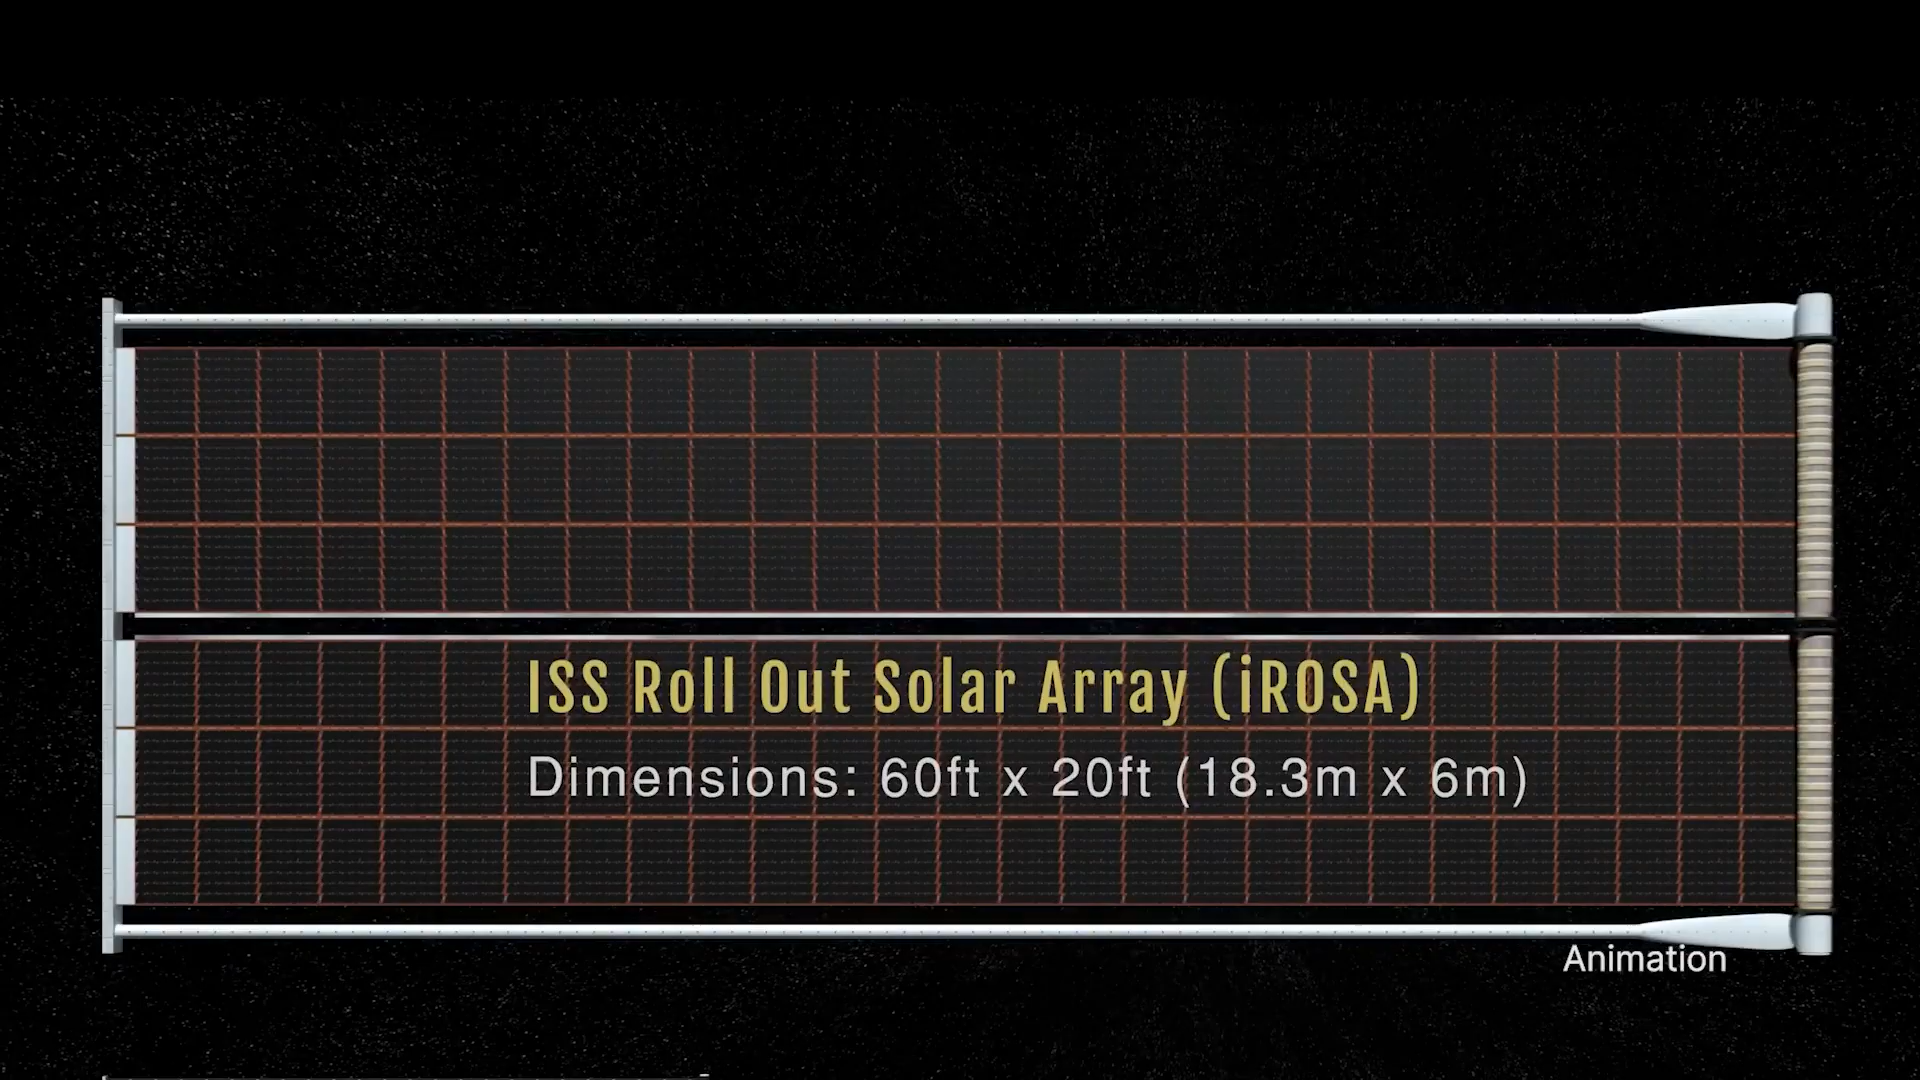 ISS Roll Out Solar Array (iROSA)
Dimensions: 60ft x 20ft (18.3m x 6m)
Animation